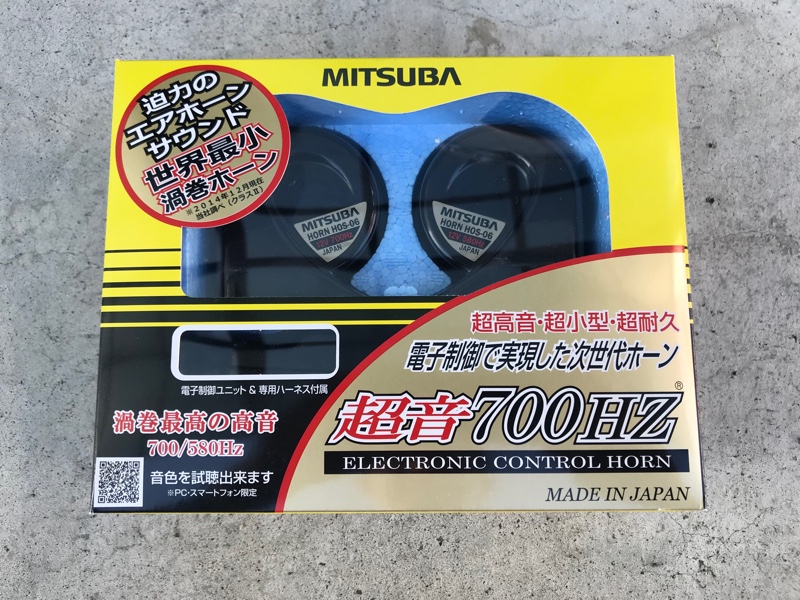 MITSUBA
迫力の
エアホーン
サウンド
世界最小
渦巻ホーン
※2014年12月現在
当社調べ（クラスⅡ）
MITSUBA
HORN HOS-06
12V 700Hz
JAPAN
MITSUBA
HORN HOS-06
12V 580Hz
JAPAN
超高音・超小型・超耐久
電子制御で実現した次世代ホーン
超音700HZ®
ELECTRONIC CONTROL HORN
MADE IN JAPAN
電子制御ユニット & 専用ハーネス付属
渦巻最高の高音
700/580Hz
音色を試聴出来ます
※PC・スマートフォン限定